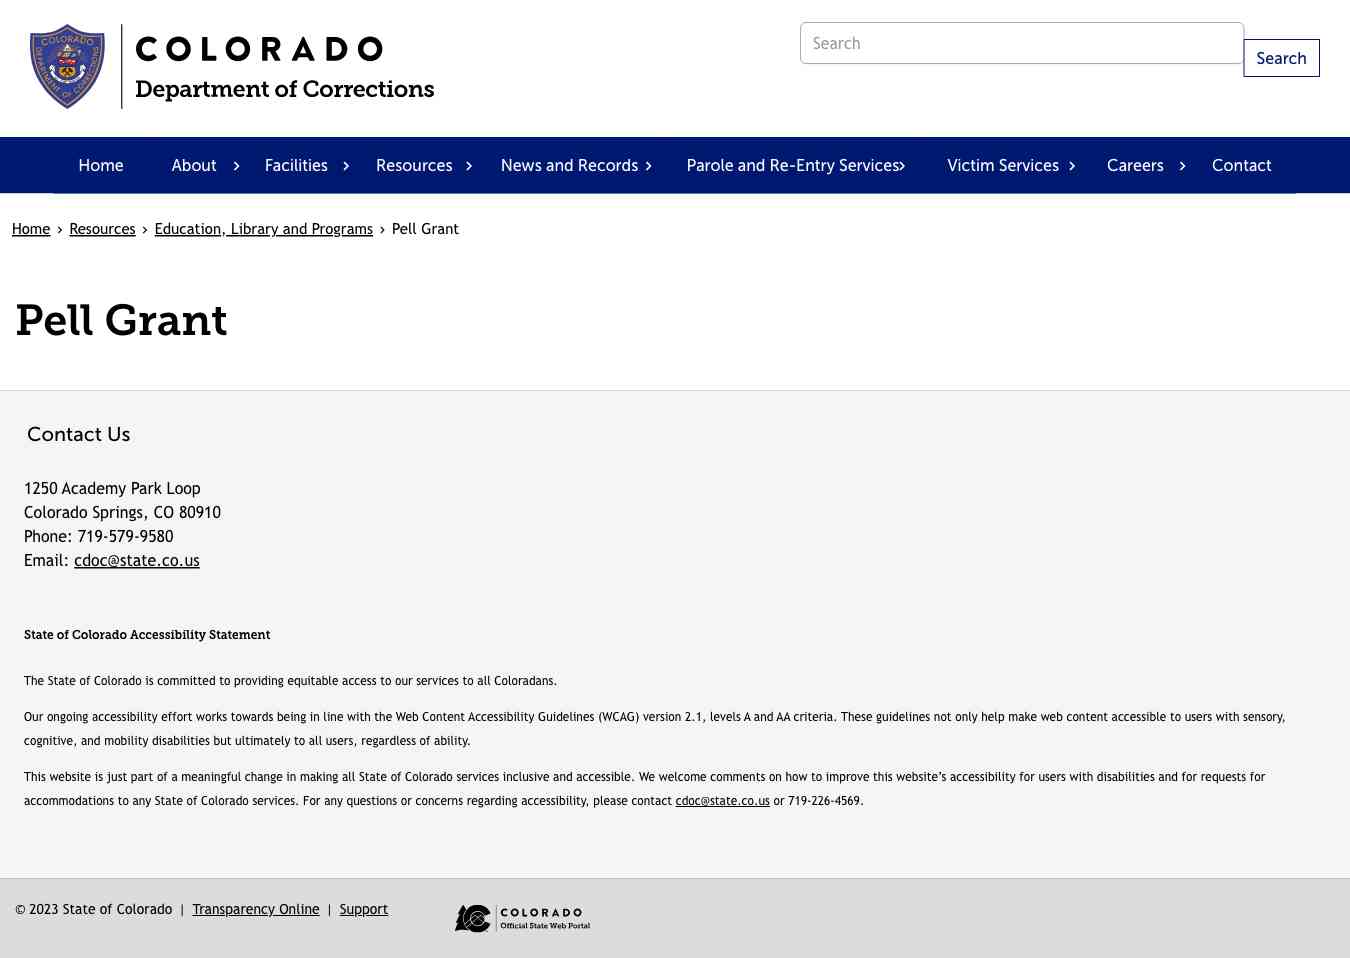 COLORADO
Department of Corrections
Search
Search
Home About Facilities Resources News and Records Parole and Re-Entry Services Victim Services Careers Contact
Home › Resources › Education, Library and Programs › Pell Grant
Pell Grant
Contact Us
1250 Academy Park Loop
Colorado Springs, CO 80910
Phone: 719-579-9580
Email: cdoc@state.co.us
State of Colorado Accessibility Statement
The State of Colorado is committed to providing equitable access to our services to all Coloradans.
Our ongoing accessibility effort works towards being in line with the Web Content Accessibility Guidelines (WCAG) version 2.1, levels A and AA criteria. These guidelines not only help make web content accessible to users with sensory,
cognitive, and mobility disabilities but ultimately to all users, regardless of ability.
This website is just part of a meaningful change in making all State of Colorado services inclusive and accessible. We welcome comments on how to improve this website’s accessibility for users with disabilities and for requests for
accommodations to any State of Colorado services. For any questions or concerns regarding accessibility, please contact cdoc@state.co.us or 719-226-4569.
© 2023 State of Colorado | Transparency Online | Support
COLORADO
Official State Web Portal